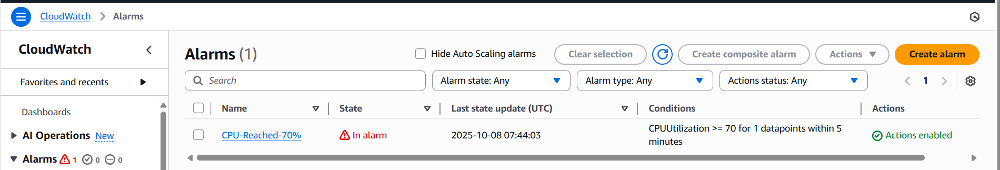 CloudWatch > Alarms
CloudWatch
Favorites and recents
Dashboards
AI Operations New
Alarms 1 0 0
Alarms (1)
Hide Auto Scaling alarms
Clear selection
Create composite alarm
Actions
Create alarm
Search
Alarm state: Any
Alarm type: Any
Actions status: Any
1
Name State Last state update (UTC) Conditions Actions
CPU-Reached-70% In alarm 2025-10-08 07:44:03 CPUUtilization >= 70 for 1 datapoints within 5
minutes
Actions enabled